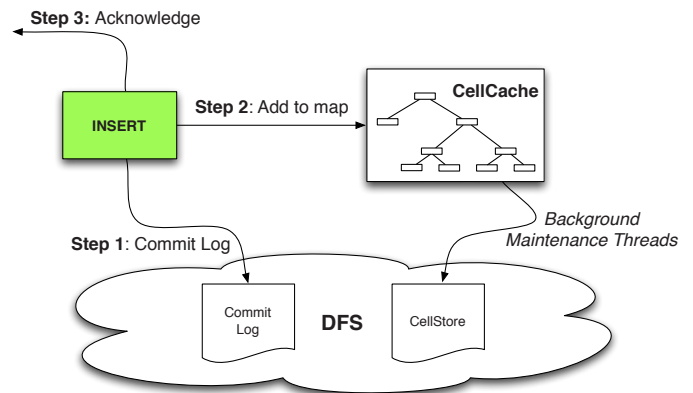 Step 3: Acknowledge
CellCache
Step 2: Add to map
INSERT
Background
Maintenance Threads
Step 1: Commit Log
Commit
Log
DFS
CellStore